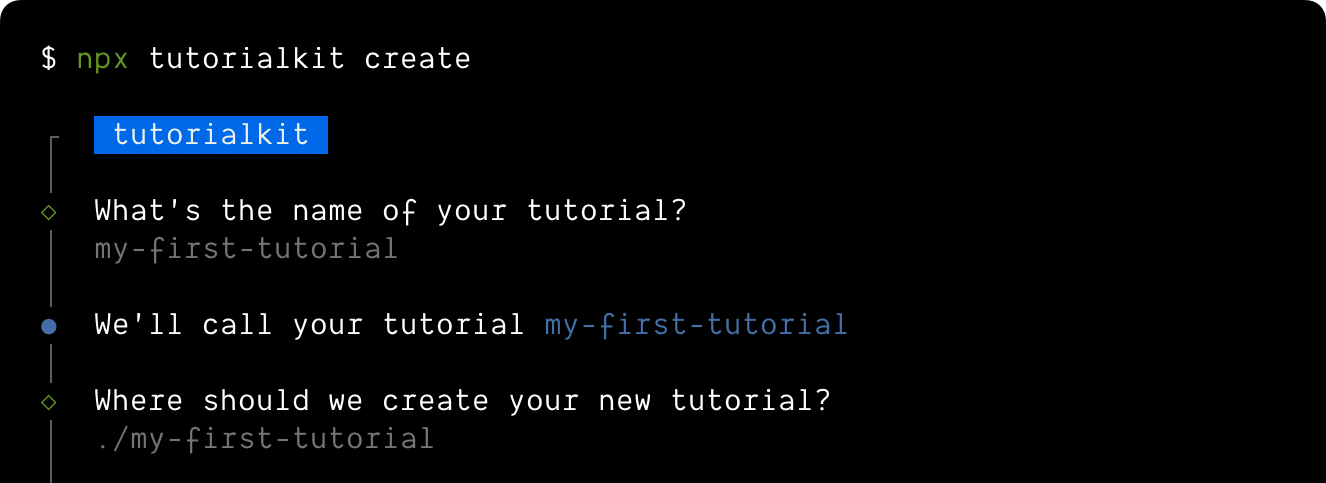 $ npx tutorialkit create
tutorialkit
What's the name of your tutorial?
my-first-tutorial
We'll call your tutorial my-first-tutorial
Where should we create your new tutorial?
./my-first-tutorial